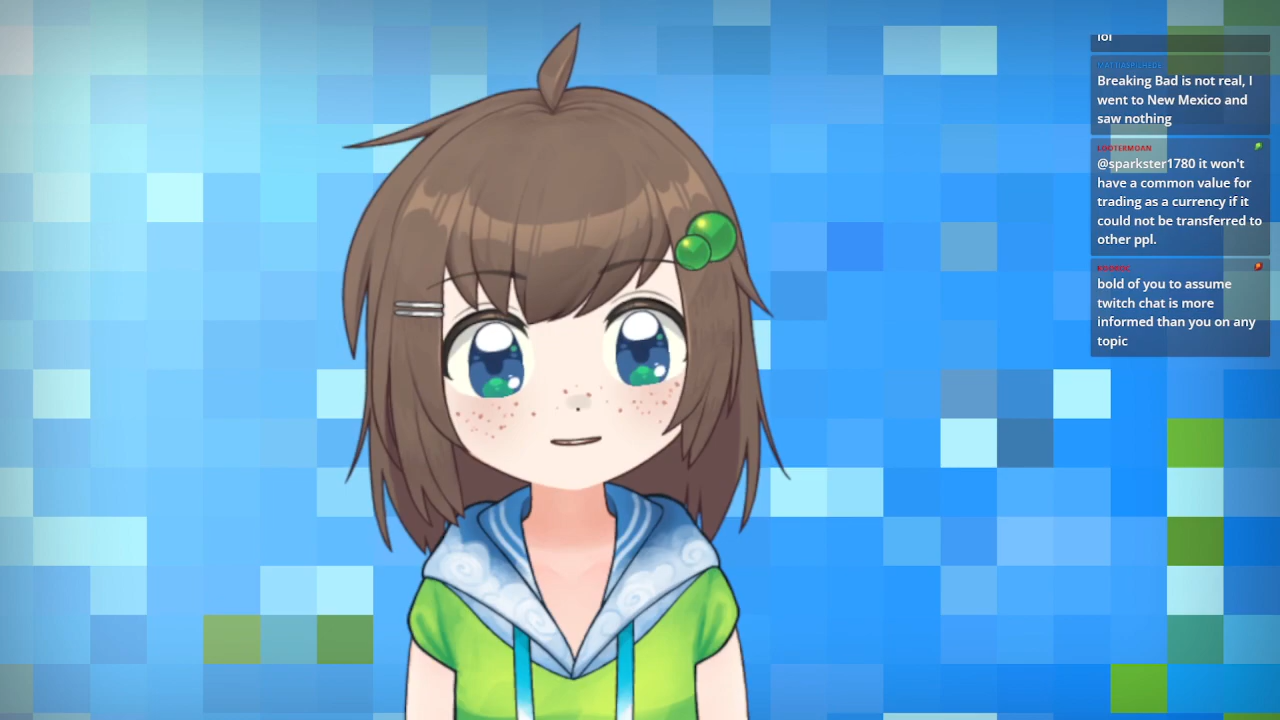 lol
Breaking Bad is not real, I
went to New Mexico and
saw nothing
LOOTERMOAN
@sparkster1780 it won't
have a common value for
trading as a currency if it
could not be transferred to
other ppl.
bold of you to assume
twitch chat is more
informed than you on any
topic